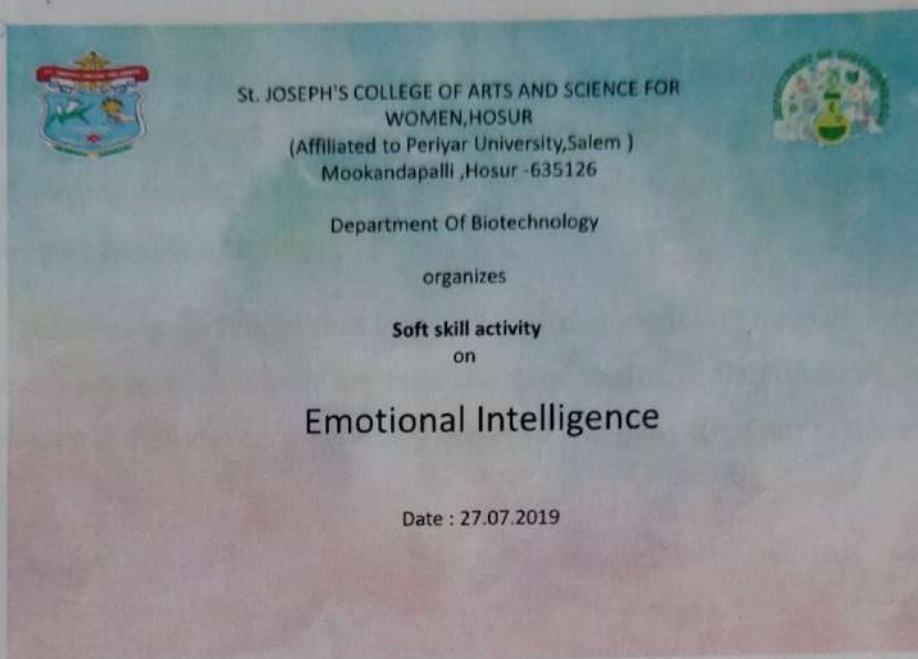 St. JOSEPH'S COLLEGE OF ARTS AND SCIENCE FOR
WOMEN,HOSUR
(Affiliated to Periyar University,Salem )
Mookandapalli ,Hosur -635126
Department Of Biotechnology
organizes
Soft skill activity
on
Emotional Intelligence
Date : 27.07.2019